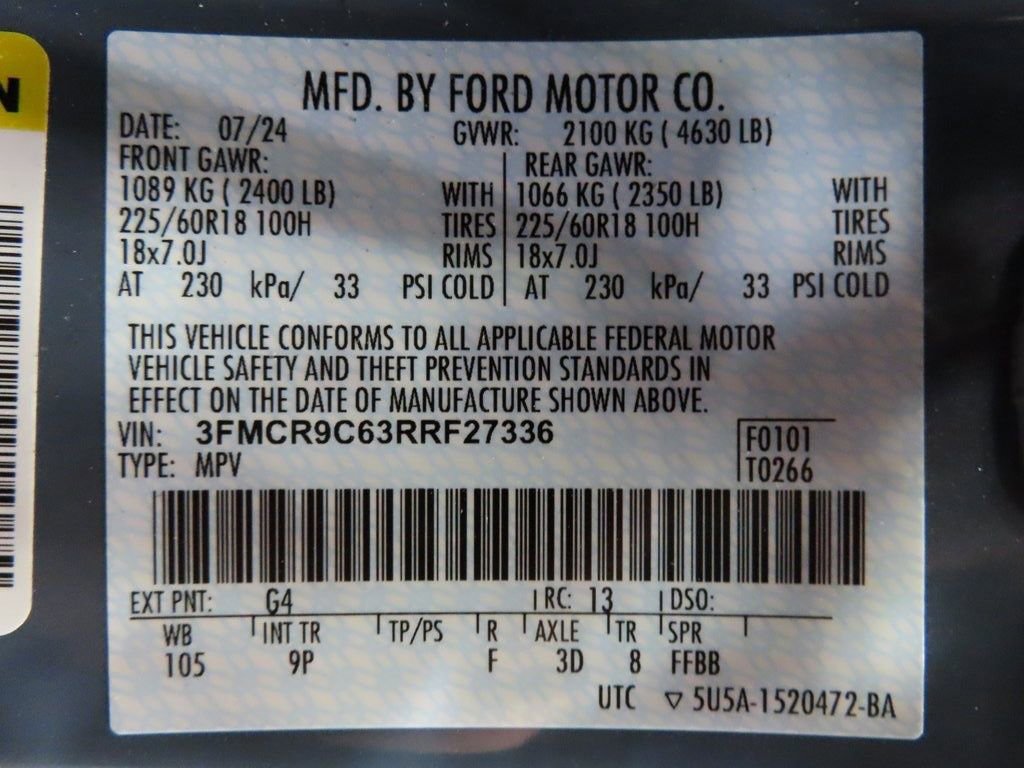 N
MFD. BY FORD MOTOR CO.
DATE: 07/24 GVWR: 2100 KG ( 4630 LB)
FRONT GAWR: REAR GAWR:
1089 KG ( 2400 LB) WITH 1066 KG ( 2350 LB) WITH
225/60R18 100H TIRES 225/60R18 100H TIRES
18x7.0J RIMS 18x7.0J RIMS
AT 230 kPa/ 33 PSI COLD AT 230 kPa/ 33 PSI COLD
THIS VEHICLE CONFORMS TO ALL APPLICABLE FEDERAL MOTOR
VEHICLE SAFETY AND THEFT PREVENTION STANDARDS IN
EFFECT ON THE DATE OF MANUFACTURE SHOWN ABOVE.
VIN: 3FMCR9C63RRF27336 F0101
TYPE: MPV T0266
EXT PNT: G4 RC: 13 DSO:
WB INT TR TP/PS R AXLE TR SPR
105 9P F 3D 8 FFBB
UTC ▽ 5U5A-1520472-BA